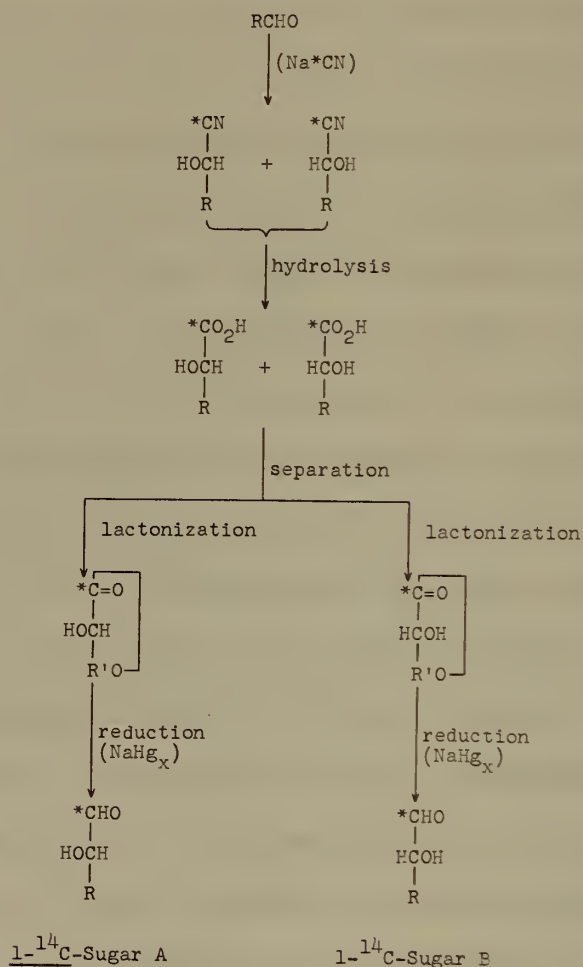 RCHO
(Na*CN)
*CN *CN
HOCH + HCOH
R R
hydrolysis
*CO2H *CO2H
HOCH + HCOH
R R
separation
lactonization lactonization
*C=O *C=O
HOCH HCOH
R'O R'O
reduction reduction
(NaHgx) (NaHgx)
*CHO *CHO
HOCH HCOH
R R
1-14C-Sugar A 1-14C-Sugar B